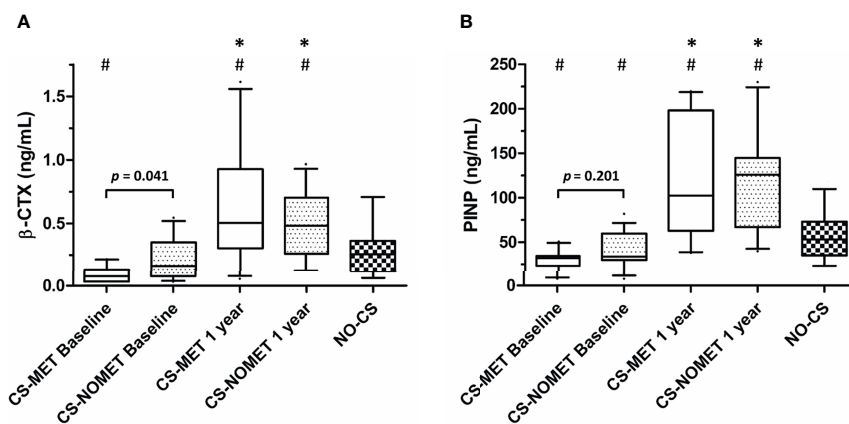 A
* *
# # #
β-CTX (ng/mL)
1.5
1.0
0.5
0.0
p = 0.041
CS-MET Baseline
CS-NOMET Baseline
CS-MET 1 year
CS-NOMET 1 year
NO-CS
B
* *
# # # #
PINP (ng/mL)
250
200
150
100
50
0
p = 0.201
CS-MET Baseline
CS-NOMET Baseline
CS-MET 1 year
CS-NOMET 1 year
NO-CS